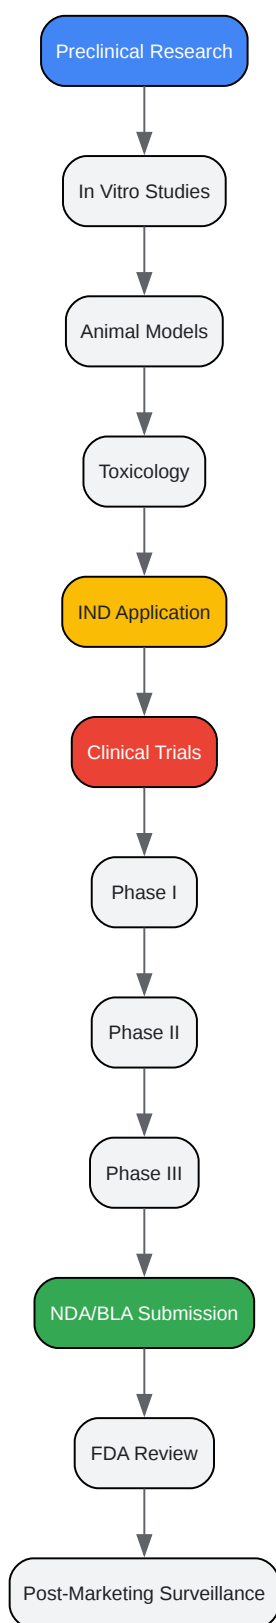 Preclinical Research
In Vitro Studies
Animal Models
Toxicology
IND Application
Clinical Trials
Phase I
Phase II
Phase III
NDA/BLA Submission
FDA Review
Post-Marketing Surveillance